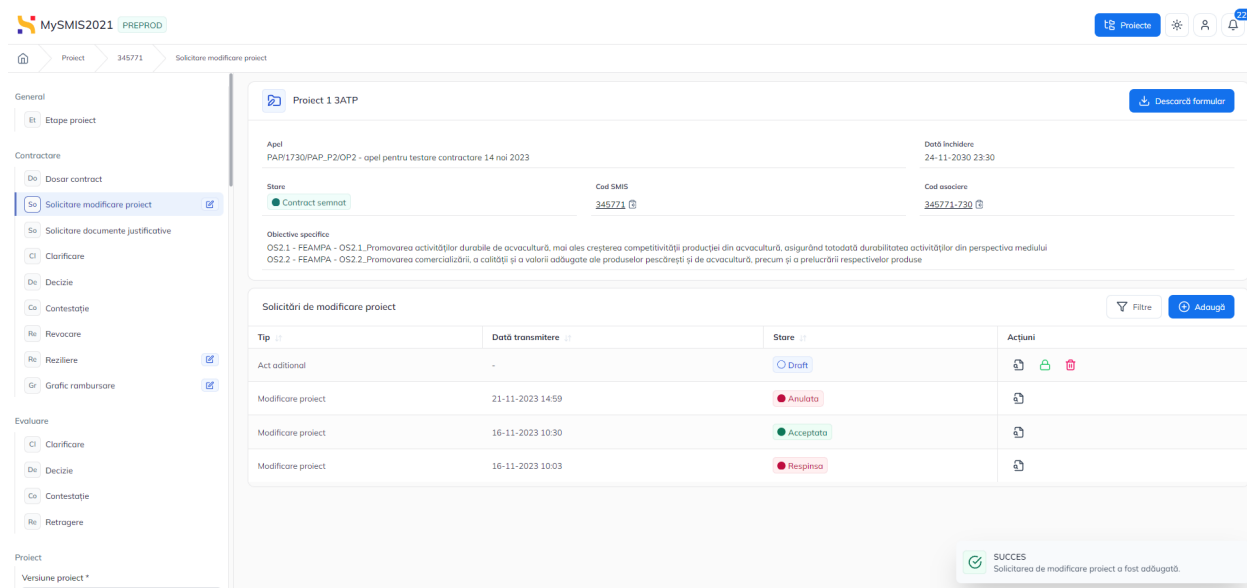 MySMIS2021 PREPROD
Proiecte
22
Proiect 345771 Solicitare modificare proiect
General
Et Etape proiect
Contractare
Do Dosar contract
So Solicitare modificare proiect
So Solicitare documente justificative
Cl Clarificare
De Decizie
Co Contestație
Re Revocare
Re Reziliere
Gr Grafic rambursare
Evaluare
Cl Clarificare
De Decizie
Co Contestație
Re Retragere
Proiect
Versiune proiect *
Proiect 1 3ATP
Descarcă formular
Apel
PAP/1730/PAP_P2/OP2 - apel pentru testare contractare 14 noi 2023
Dată închidere
24-11-2030 23:30
Stare
Contract semnat
Cod SMIS
345771
Cod asociere
345771-730
Obiective specifice
OS2.1 - FEAMPA - OS2.1_Promovarea activităților durabile de acvacultură, mai ales creșterea competitivității producției din acvacultură, asigurând totodată durabilitatea activităților din perspectiva mediului
OS2.2 - FEAMPA - OS2.2_Promovarea comercializării, a calității și a valorii adăugate ale produselor pescărești și de acvacultură, precum și a prelucrării respectivelor produse
Solicitări de modificare proiect
Filtre
Adaugă
Tip Dată transmitere Stare Acțiuni
Act aditional - Draft
Modificare proiect 21-11-2023 14:59 Anulata
Modificare proiect 16-11-2023 10:30 Acceptata
Modificare proiect 16-11-2023 10:03 Respinsa
SUCCES
Solicitarea de modificare proiect a fost adăugată.